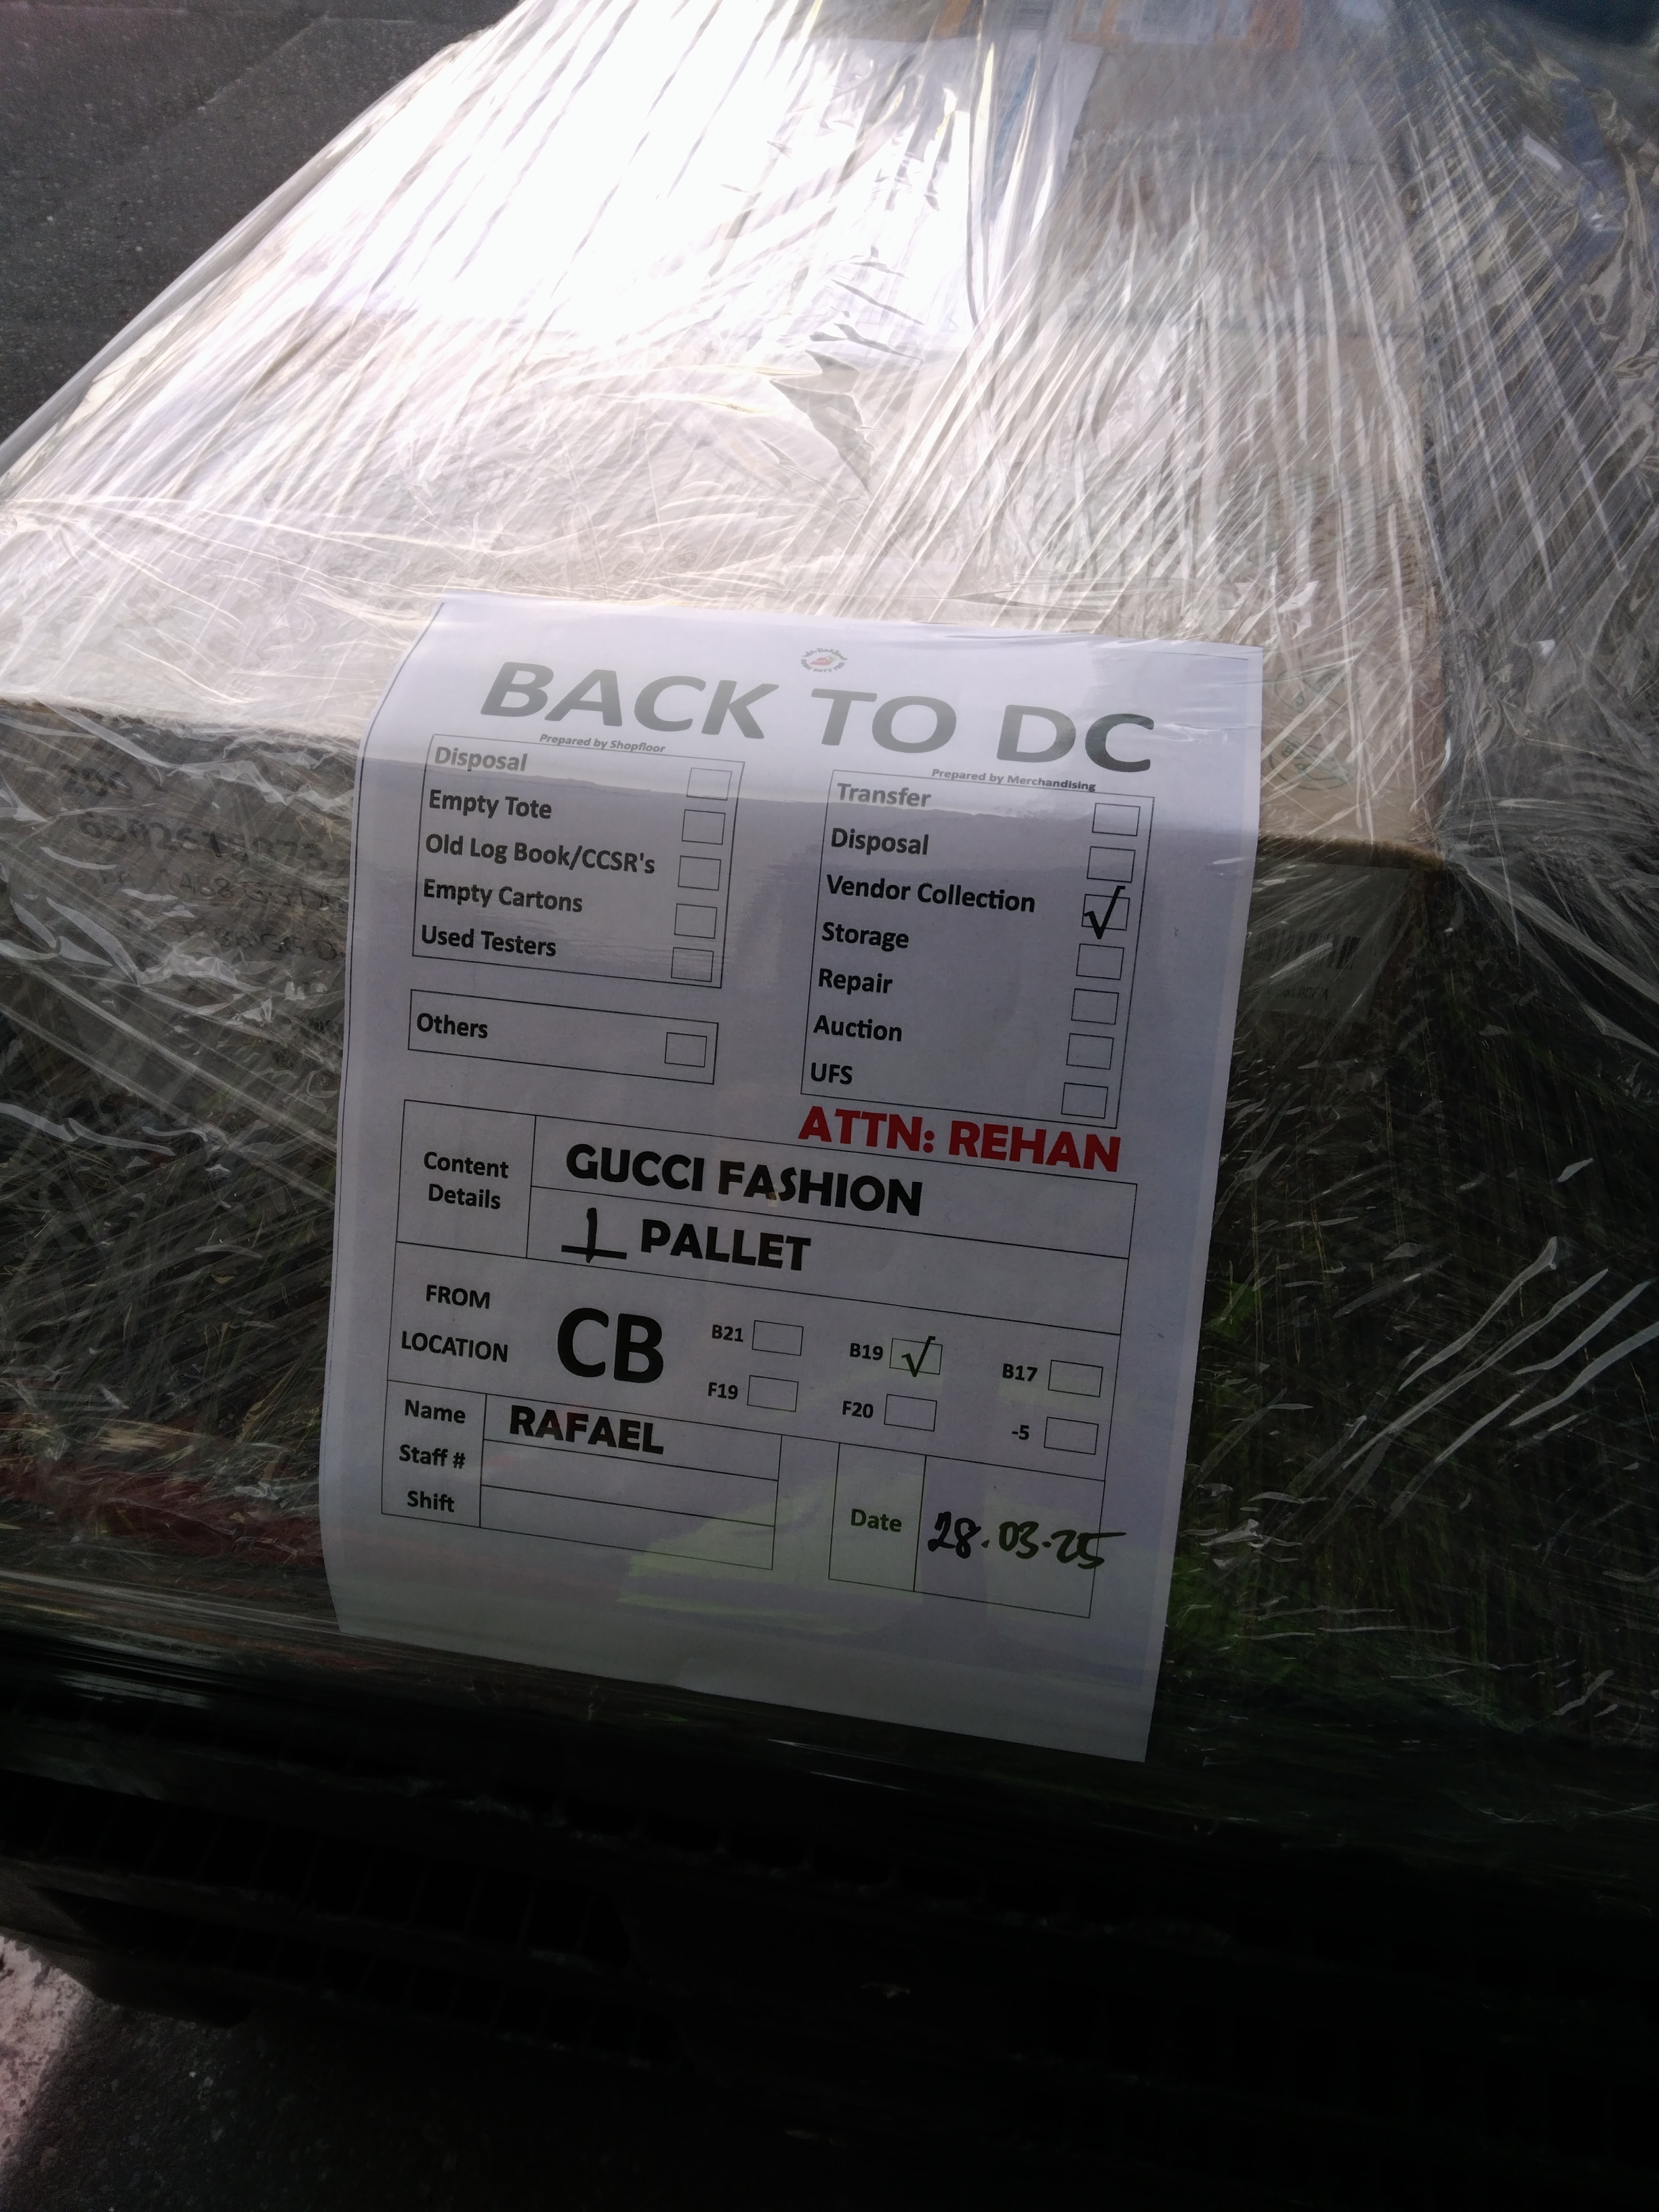 BACK TO DC
Prepared by Shopfloor
Disposal
Empty Tote
Old Log Book/CCSR's
Empty Cartons
Used Testers
Others
Prepared by Merchandising
Transfer
Disposal
Vendor Collection √
Storage
Repair
Auction
UFS
ATTN: REHAN
Content
Details
GUCCI FASHION
1 PALLET
FROM
LOCATION
CB
B21
B19 √
B17
F19
F20
-5
Name
RAFAEL
Staff #
Shift
Date
28.03.25